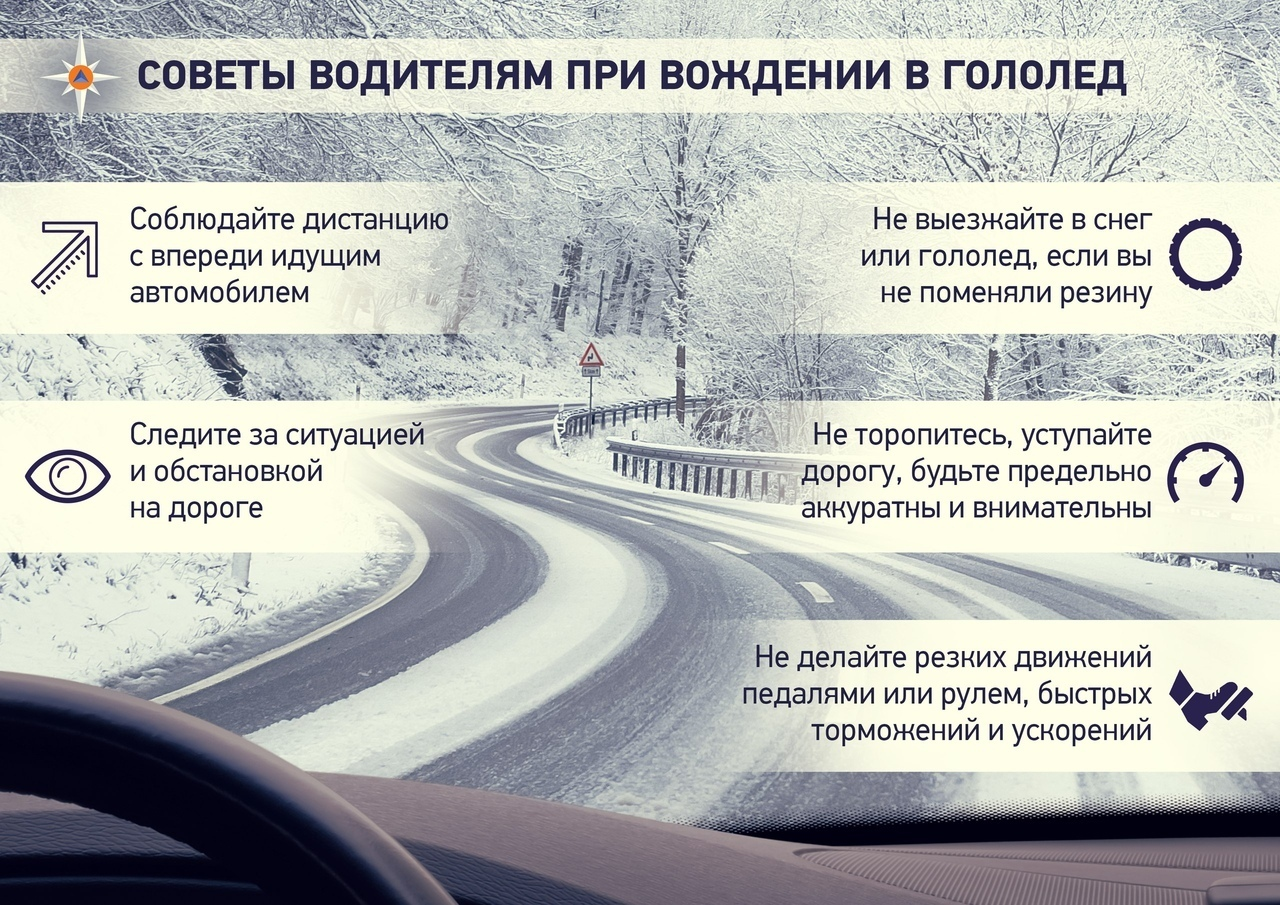 СОВЕТЫ ВОДИТЕЛЯМ ПРИ ВОЖДЕНИИ В ГОЛОЛЕД
Соблюдайте дистанцию
с впереди идущим
автомобилем
Не выезжайте в снег
или гололед, если вы
не поменяли резину
Следите за ситуацией
и обстановкой
на дороге
Не торопитесь, уступайте
дорогу, будьте предельно
аккуратны и внимательны
Не делайте резких движений
педалями или рулем, быстрых
торможений и ускорений